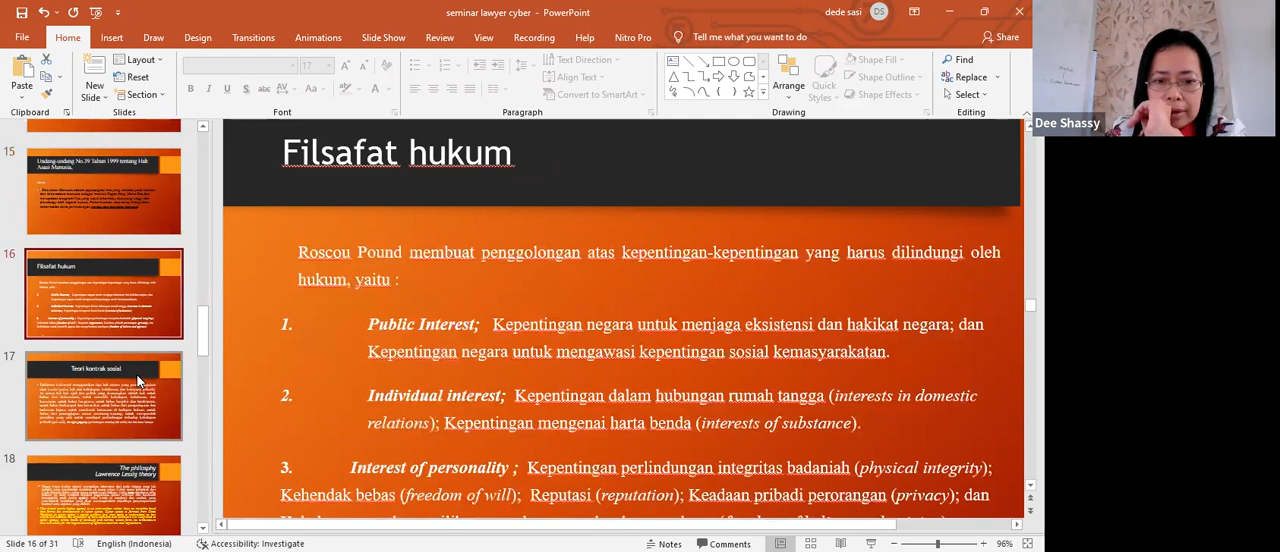 seminar lawyer cyber - PowerPoint
dede sasi
DS
File Home Insert Draw Design Transitions Animations Slide Show Review View Recording Help Nitro Pro Tell me what you want to do Share
Paste
Clipboard
New Slide
Layout
Reset
Section
Slides
17
Font
Text Direction
Align Text
Convert to SmartArt
Paragraph
Arrange
Quick Styles
Shape Fill
Shape Outline
Shape Effects
Drawing
Find
Replace
Select
Editing
Dee Shassy
15
Undang-undang No.39 Tahun 1999 tentang Hak
Asasi Manusia,
16
Filsafat hukum
17
Teori kontrak sosial
18
The philosphy
Lawrence Lessig theory
Filsafat hukum
Roscou Pound membuat penggolongan atas kepentingan-kepentingan yang harus dilindungi oleh
hukum, yaitu :
1. Public Interest; Kepentingan negara untuk menjaga eksistensi dan hakikat negara; dan
Kepentingan negara untuk mengawasi kepentingan sosial kemasyarakatan.
2. Individual interest; Kepentingan dalam hubungan rumah tangga (interests in domestic
relations); Kepentingan mengenai harta benda (interests of substance).
3. Interest of personality ; Kepentingan perlindungan integritas badaniah (physical integrity);
Kehendak bebas (freedom of will); Reputasi (reputation); Keadaan pribadi perorangan (privacy); dan
Slide 16 of 31
English (Indonesia)
Accessibility: Investigate
Notes
Comments
96%